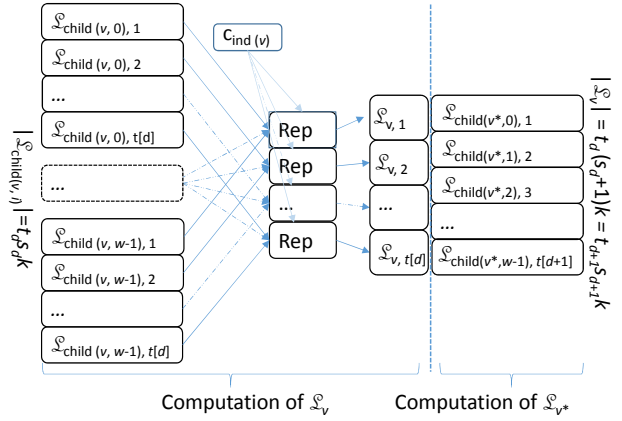 ℒchild (v, 0), 1
ℒchild (v, 0), 2
...
ℒchild (v, 0), t[d]
...
ℒchild (v, w-1), 1
ℒchild (v, w-1), 2
...
ℒchild (v, w-1), t[d]
|ℒchild(v, i)|=tdsdk
cind (v)
Rep
Rep
...
Rep
ℒv, 1
ℒv, 2
...
ℒv, t[d]
ℒchild(v*,0), 1
ℒchild(v*,1), 2
ℒchild(v*,2), 3
...
ℒchild(v*,w-1), t[d+1]
|ℒv| = td(sd+1)k = td+1sd+1k
Computation of ℒv
Computation of ℒv*